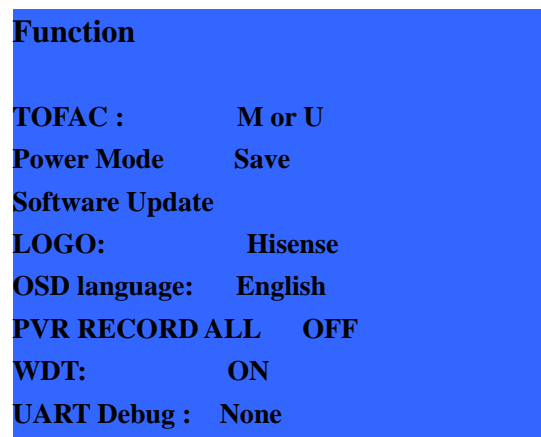 Function
TOFAC : M or U
Power Mode Save
Software Update
LOGO: Hisense
OSD language: English
PVR RECORD ALL OFF
WDT: ON
UART Debug : None